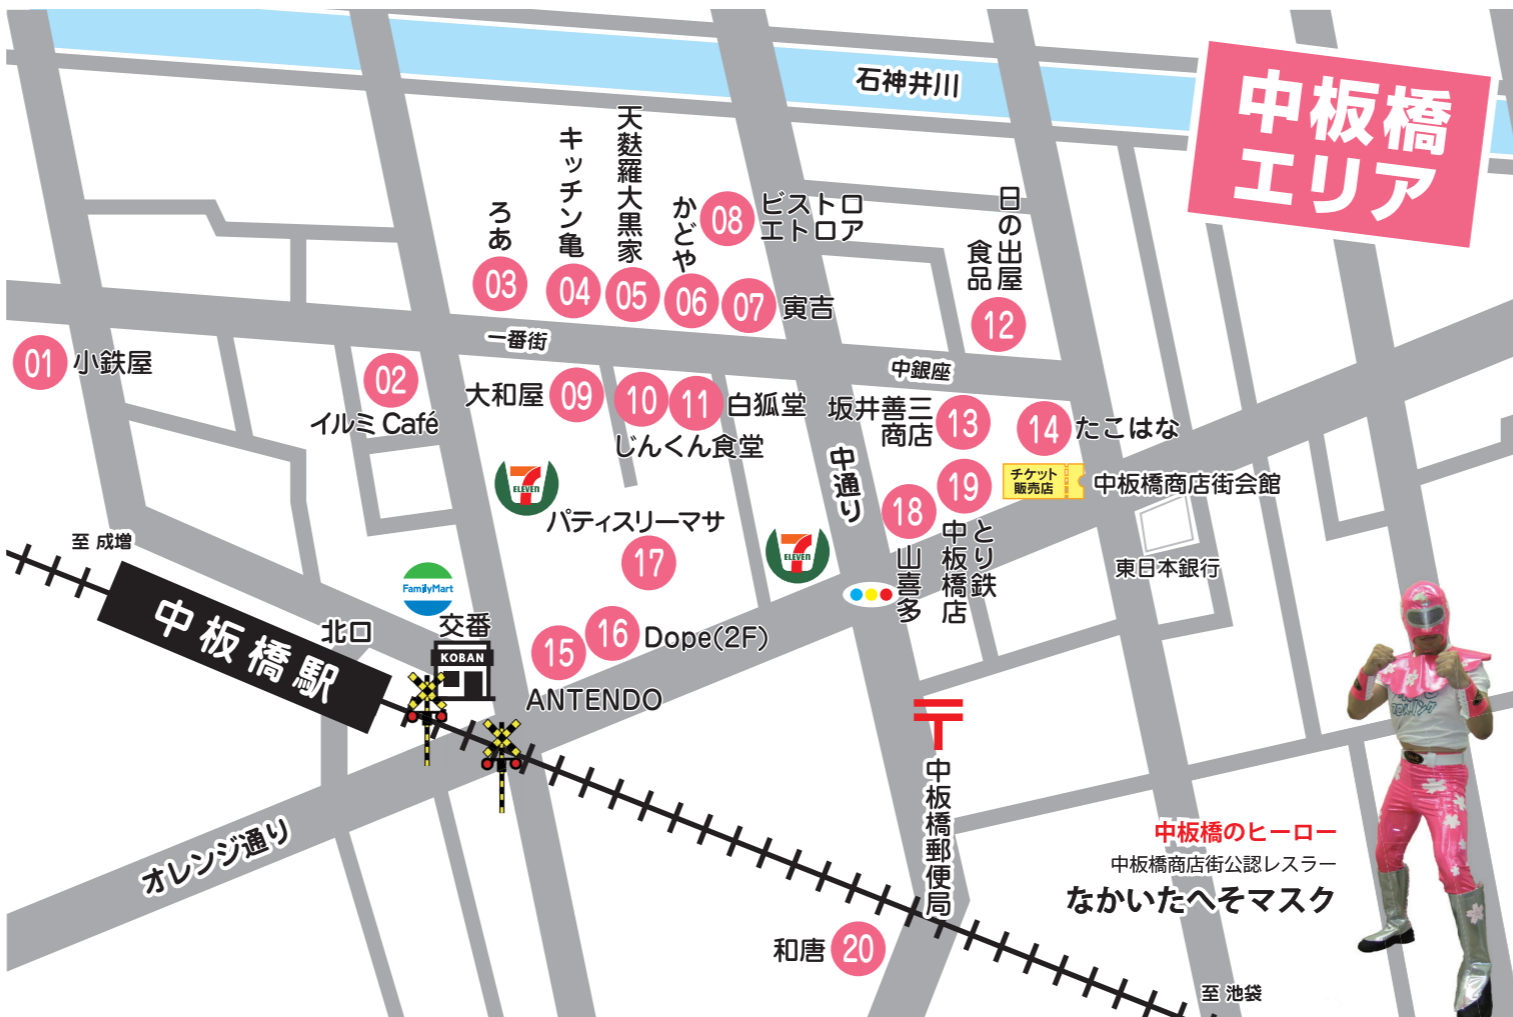 中板橋
エリア
石神井川
天麩羅大黒家
キッチン亀
ろあ
かどや
08
ビストロ
エトロア
日の出屋
食品
03
04
05
06
07
寅吉
12
一番街
中銀座
01
小鉄屋
02
イルミ Café
大和屋
09
10
11
白狐堂
じんくん食堂
坂井善三
商店
13
14
たこはな
中通り
チケット
販売店
中板橋商店街会館
7
ELEVEN
パティスリーマサ
17
7
ELEVEN
18
山喜多
19
とり鉄
中板橋店
東日本銀行
至 成増
中板橋駅
北口
FamilyMart
交番
KOBAN
15
16
Dope(2F)
ANTENDO
オレンジ通り
中板橋郵便局
中板橋のヒーロー
中板橋商店街公認レスラー
なかいたへそマスク
和唐
20
至 池袋